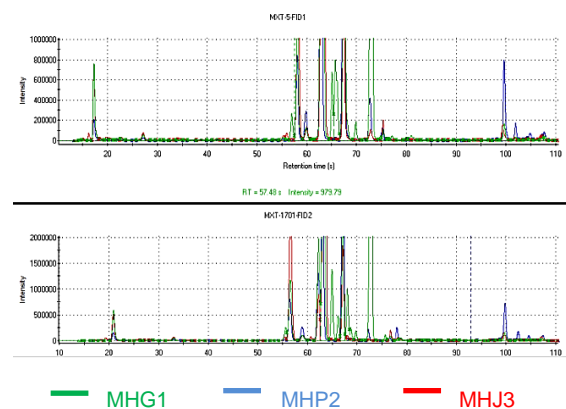 MXT-5-FID1
1000000
800000
600000
400000
200000
0
Intensity
20 30 40 50 60 70 80 90 100 110
Retention time [s]
RT = 57.48 s Intensity = 979.79
MXT-1701-FID2
2000000
1500000
1000000
500000
0
Intensity
10 20 30 40 50 60 70 80 90 100 110
MHG1 MHP2 MHJ3